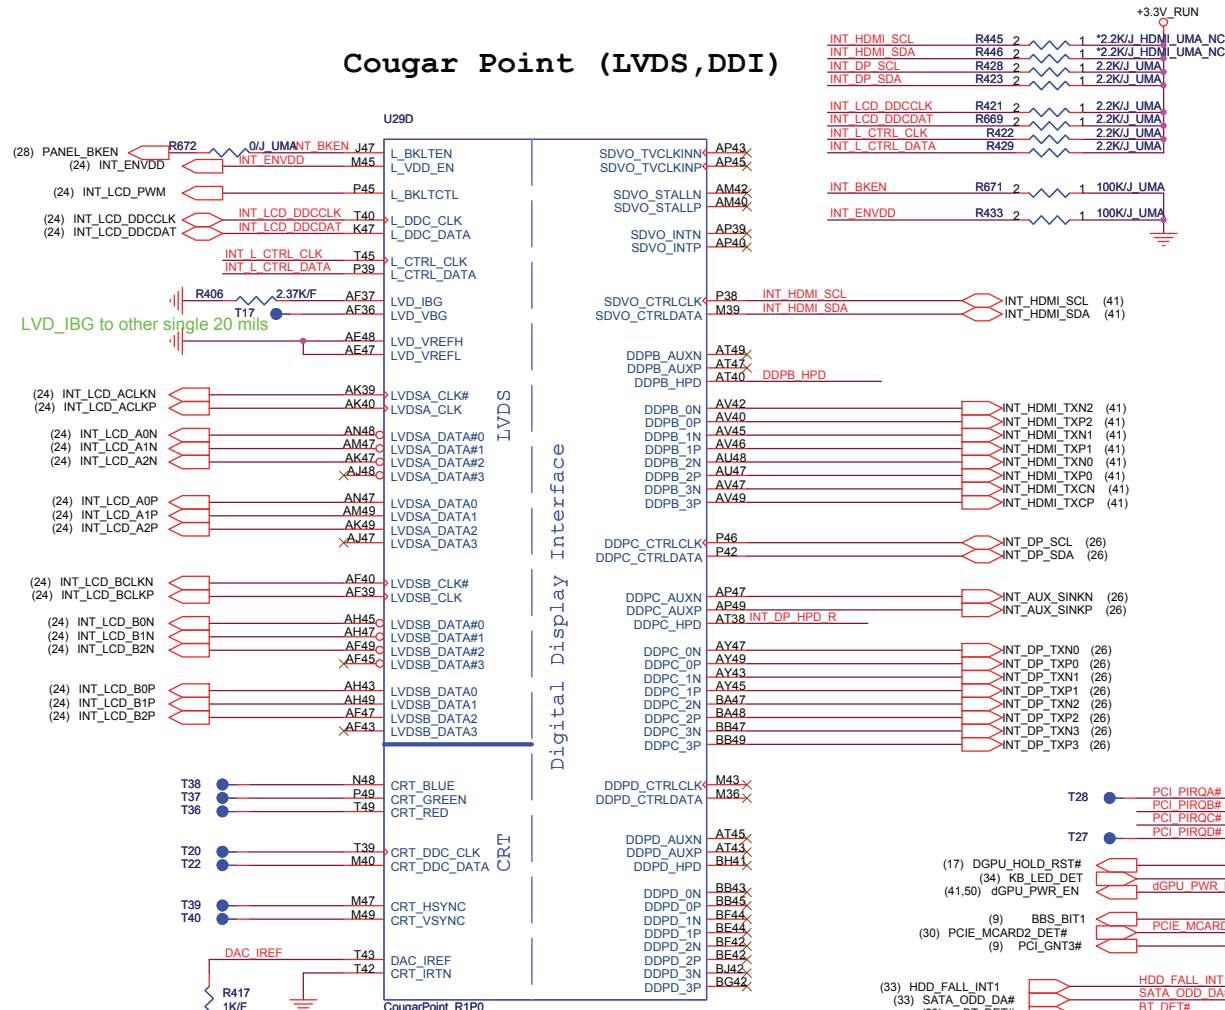 +3.3V_RUN
Cougar Point (LVDS,DDI)
INT_HDMI_SCL R445 2 1 *2.2K/J_HDMI_UMA_NC
INT_HDMI_SDA R446 2 1 *2.2K/J_HDMI_UMA_NC
INT_DP_SCL R428 2 1 2.2K/J_UMA
INT_DP_SDA R423 2 1 2.2K/J_UMA
INT_LCD_DDCCLK R421 2 1 2.2K/J_UMA
INT_LCD_DDCDAT R669 2 1 2.2K/J_UMA
INT_L_CTRL_CLK R422 2 1 2.2K/J_UMA
INT_L_CTRL_DATA R429 2 1 2.2K/J_UMA
INT_BKEN R671 2 1 100K/J_UMA
INT_ENVDD R433 2 1 100K/J_UMA
U29D
(28) PANEL_BKEN R672 0/J_UMA INT_BKEN J47 L_BKLTEN
(24) INT_ENVDD INT_ENVDD M45 L_VDD_EN
(24) INT_LCD_PWM P45 L_BKLTCTL
(24) INT_LCD_DDCCLK INT_LCD_DDCCLK T40 L_DDC_CLK
(24) INT_LCD_DDCDAT INT_LCD_DDCDAT K47 L_DDC_DATA
INT_L_CTRL_CLK T45 L_CTRL_CLK
INT_L_CTRL_DATA P39 L_CTRL_DATA
R406 2.37K/F AF37 LVD_IBG
T17 AF36 LVD_VBG
LVD_IBG to other single 20 mils
AE48 LVD_VREFH
AE47 LVD_VREFL
(24) INT_LCD_ACLKN AK39 LVDSA_CLK#
(24) INT_LCD_ACLKP AK40 LVDSA_CLK
(24) INT_LCD_A0N AN48 LVDSA_DATA#0
(24) INT_LCD_A1N AM47 LVDSA_DATA#1
(24) INT_LCD_A2N AK47 LVDSA_DATA#2
AJ48 LVDSA_DATA#3
(24) INT_LCD_A0P AN47 LVDSA_DATA0
(24) INT_LCD_A1P AM49 LVDSA_DATA1
(24) INT_LCD_A2P AK49 LVDSA_DATA2
AJ47 LVDSA_DATA3
(24) INT_LCD_BCLKN AF40 LVDSB_CLK#
(24) INT_LCD_BCLKP AF39 LVDSB_CLK
(24) INT_LCD_B0N AH45 LVDSB_DATA#0
(24) INT_LCD_B1N AH47 LVDSB_DATA#1
(24) INT_LCD_B2N AF49 LVDSB_DATA#2
AF45 LVDSB_DATA#3
(24) INT_LCD_B0P AH43 LVDSB_DATA0
(24) INT_LCD_B1P AH49 LVDSB_DATA1
(24) INT_LCD_B2P AF47 LVDSB_DATA2
AF43 LVDSB_DATA3
T38 N48 CRT_BLUE
T37 P49 CRT_GREEN
T36 T49 CRT_RED
T20 T39 CRT_DDC_CLK
T22 M40 CRT_DDC_DATA
T39 M47 CRT_HSYNC
T40 M49 CRT_VSYNC
DAC_IREF T43 DAC_IREF
T42 CRT_IRTN
R417
1K/F
CougarPoint_R1P0
LVDS
CRT
Digital Display Interface
SDVO_TVCLKINN AP43
SDVO_TVCLKINP AP45
SDVO_STALLN AM42
SDVO_STALLP AM40
SDVO_INTN AP39
SDVO_INTP AP40
SDVO_CTRLCLK P38 INT_HDMI_SCL INT_HDMI_SCL (41)
SDVO_CTRLDATA M39 INT_HDMI_SDA INT_HDMI_SDA (41)
DDPB_AUXN AT49
DDPB_AUXP AT47
DDPB_HPD AT40 DDPB_HPD
DDPB_0N AV42 INT_HDMI_TXN2 (41)
DDPB_0P AV40 INT_HDMI_TXP2 (41)
DDPB_1N AV45 INT_HDMI_TXN1 (41)
DDPB_1P AV46 INT_HDMI_TXP1 (41)
DDPB_2N AU48 INT_HDMI_TXN0 (41)
DDPB_2P AU47 INT_HDMI_TXP0 (41)
DDPB_3N AV47 INT_HDMI_TXCN (41)
DDPB_3P AV49 INT_HDMI_TXCP (41)
DDPC_CTRLCLK P46 INT_DP_SCL (26)
DDPC_CTRLDATA P42 INT_DP_SDA (26)
DDPC_AUXN AP47 INT_AUX_SINKN (26)
DDPC_AUXP AP49 INT_AUX_SINKP (26)
DDPC_HPD AT38 INT_DP_HPD_R
DDPC_0N AY47 INT_DP_TXN0 (26)
DDPC_0P AY49 INT_DP_TXP0 (26)
DDPC_1N AY43 INT_DP_TXN1 (26)
DDPC_1P AY45 INT_DP_TXP1 (26)
DDPC_2N BA47 INT_DP_TXN2 (26)
DDPC_2P BA48 INT_DP_TXP2 (26)
DDPC_3N BB47 INT_DP_TXN3 (26)
DDPC_3P BB49 INT_DP_TXP3 (26)
DDPD_CTRLCLK M43
DDPD_CTRLDATA M36
DDPD_AUXN AT45
DDPD_AUXP AT43
DDPD_HPD BH41
DDPD_0N BB43
DDPD_0P BB45
DDPD_1N BF44
DDPD_1P BE44
DDPD_2N BF42
DDPD_2P BE42
DDPD_3N BJ42
DDPD_3P BG42
T28 PCI_PIRQA#
PCI_PIRQB#
PCI_PIRQC#
T27 PCI_PIRQD#
(17) DGPU_HOLD_RST#
(34) KB_LED_DET
(41,50) dGPU_PWR_EN dGPU_PWR_
(9) BBS_BIT1
(30) PCIE_MCARD2_DET# PCIE_MCARD
(9) PCI_GNT3#
(33) HDD_FALL_INT1 HDD_FALL_INT
(33) SATA_ODD_DA# SATA_ODD_DA#
BT_DET#